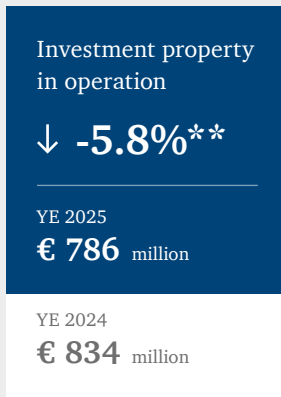 Investment property
in operation
↓ -5.8%**
YE 2025
€ 786 million
YE 2024
€ 834 million